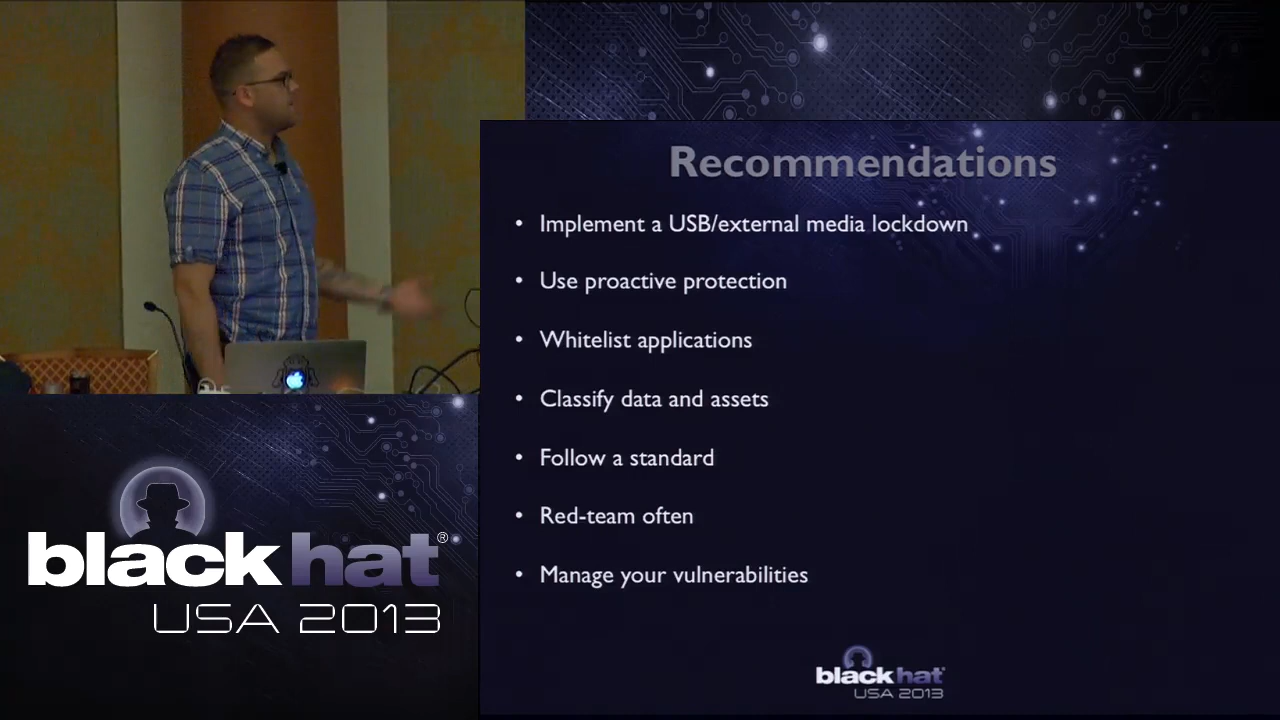 Recommendations
• Implement a USB/external media lockdown
• Use proactive protection
• Whitelist applications
• Classify data and assets
• Follow a standard
• Red-team often
• Manage your vulnerabilities
black hat®
USA 2013
black hat
USA 2013